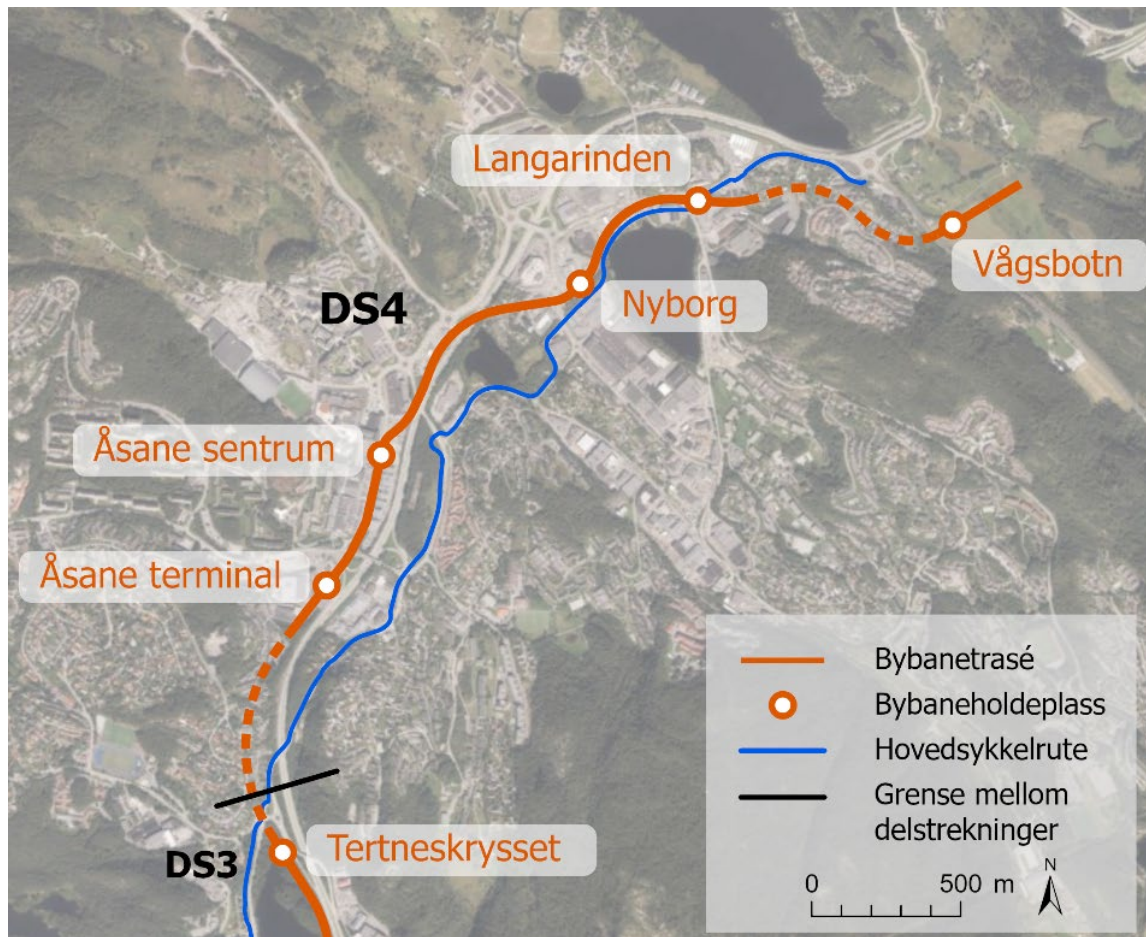 Langarinden
Vågsbotn
Nyborg
DS4
Åsane sentrum
Åsane terminal
Tertneskrysset
DS3
Bybanetrasé
Bybaneholdeplass
Hovedsykkelrute
Grense mellom
delstrekninger
N
0 500 m